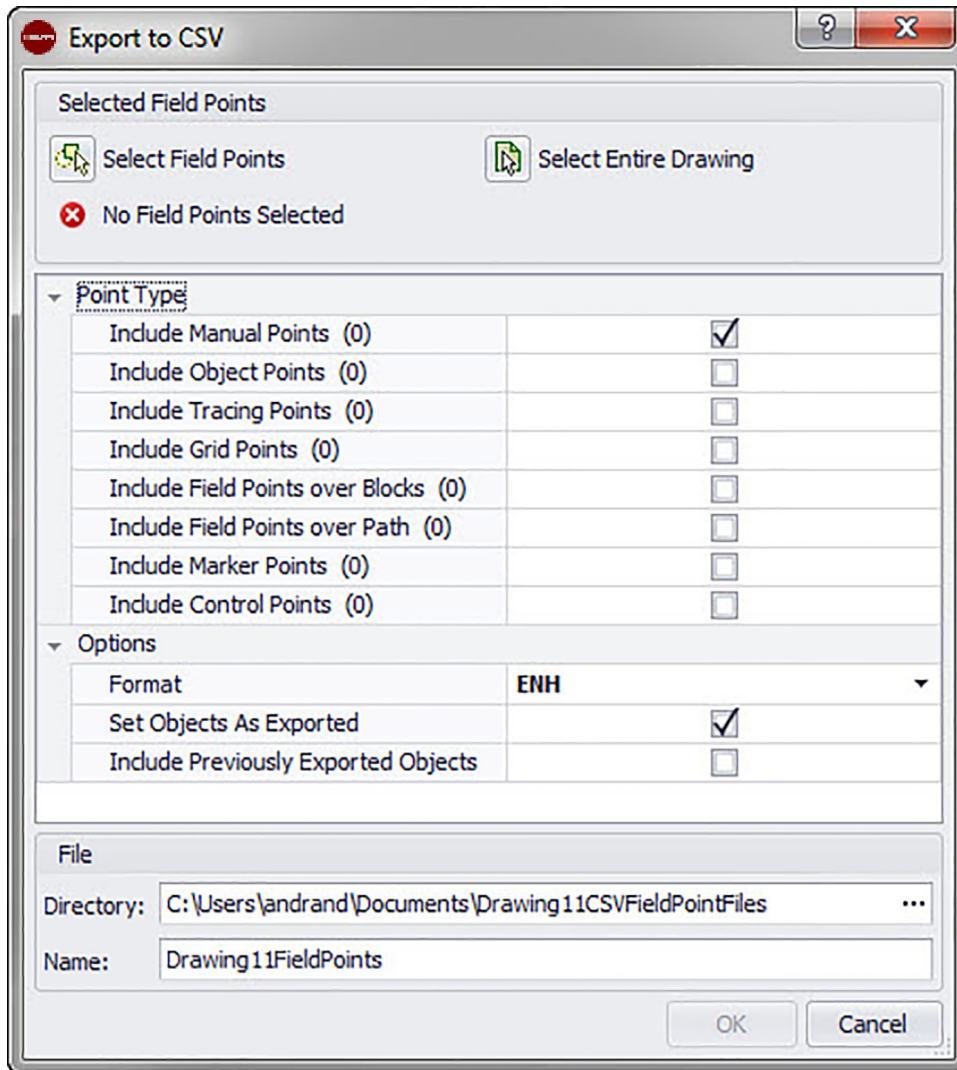 Export to CSV
Selected Field Points
Select Field Points Select Entire Drawing
No Field Points Selected
Point Type
Include Manual Points (0)
Include Object Points (0)
Include Tracing Points (0)
Include Grid Points (0)
Include Field Points over Blocks (0)
Include Field Points over Path (0)
Include Marker Points (0)
Include Control Points (0)
Options
Format ENH
Set Objects As Exported
Include Previously Exported Objects
File
Directory: C:\Users\andrand\Documents\Drawing11CSVFieldPointFiles ...
Name: Drawing11FieldPoints
OK Cancel